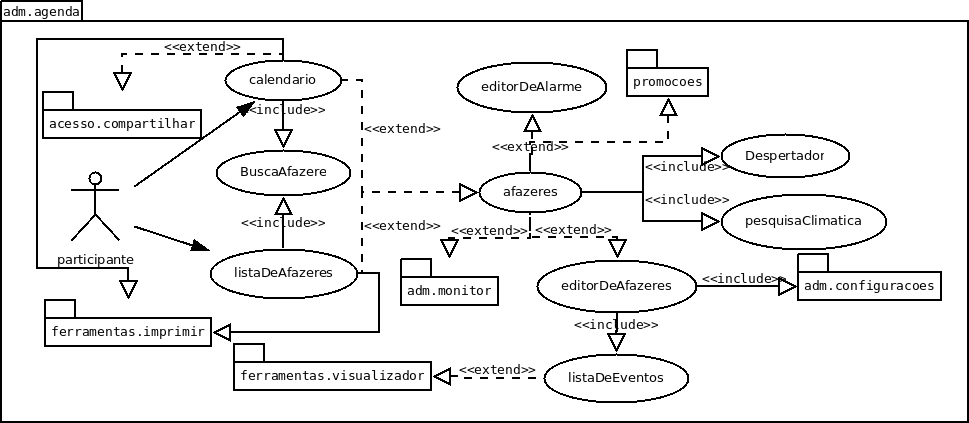 adm.agenda
<<extend>>
calendario
acesso.compartilhar
<<include>>
<<extend>>
editorDeAlarme
promocoes
<<extend>>
BuscaAfazere
Despertador
<<include>>
afazeres
<<include>>
pesquisaClimatica
<<include>>
<<extend>>
<<extend>>
<<extend>>
participante
listaDeAfazeres
adm.monitor
editorDeAfazeres
<<include>>
adm.configuracoes
ferramentas.imprimir
<<include>>
ferramentas.visualizador
<<extend>>
listaDeEventos